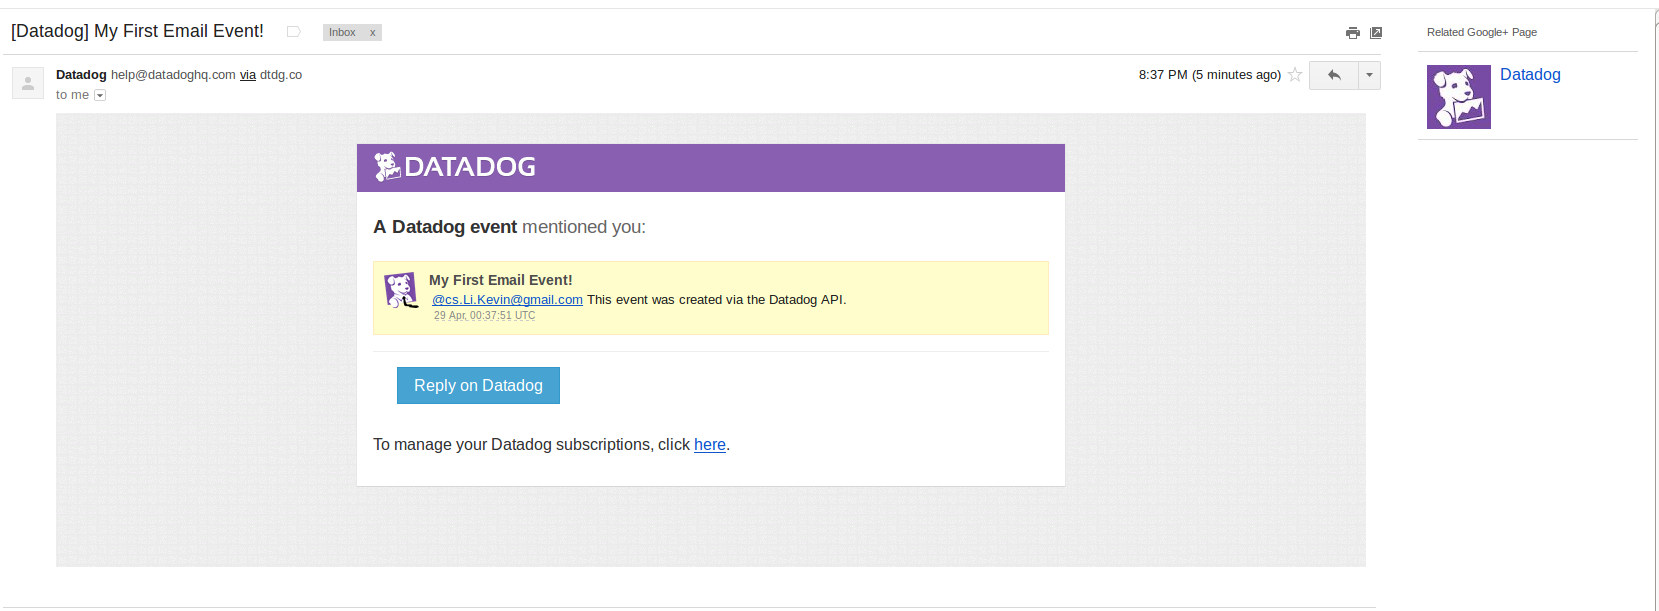 [Datadog] My First Email Event!
Inbox x
Related Google+ Page
Datadog help@datadoghq.com via dtdg.co
8:37 PM (5 minutes ago)
to me
Datadog
DATADOG
A Datadog event mentioned you:
My First Email Event!
@cs.Li.Kevin@gmail.com This event was created via the Datadog API.
29 Apr, 00:37:51 UTC
Reply on Datadog
To manage your Datadog subscriptions, click here.